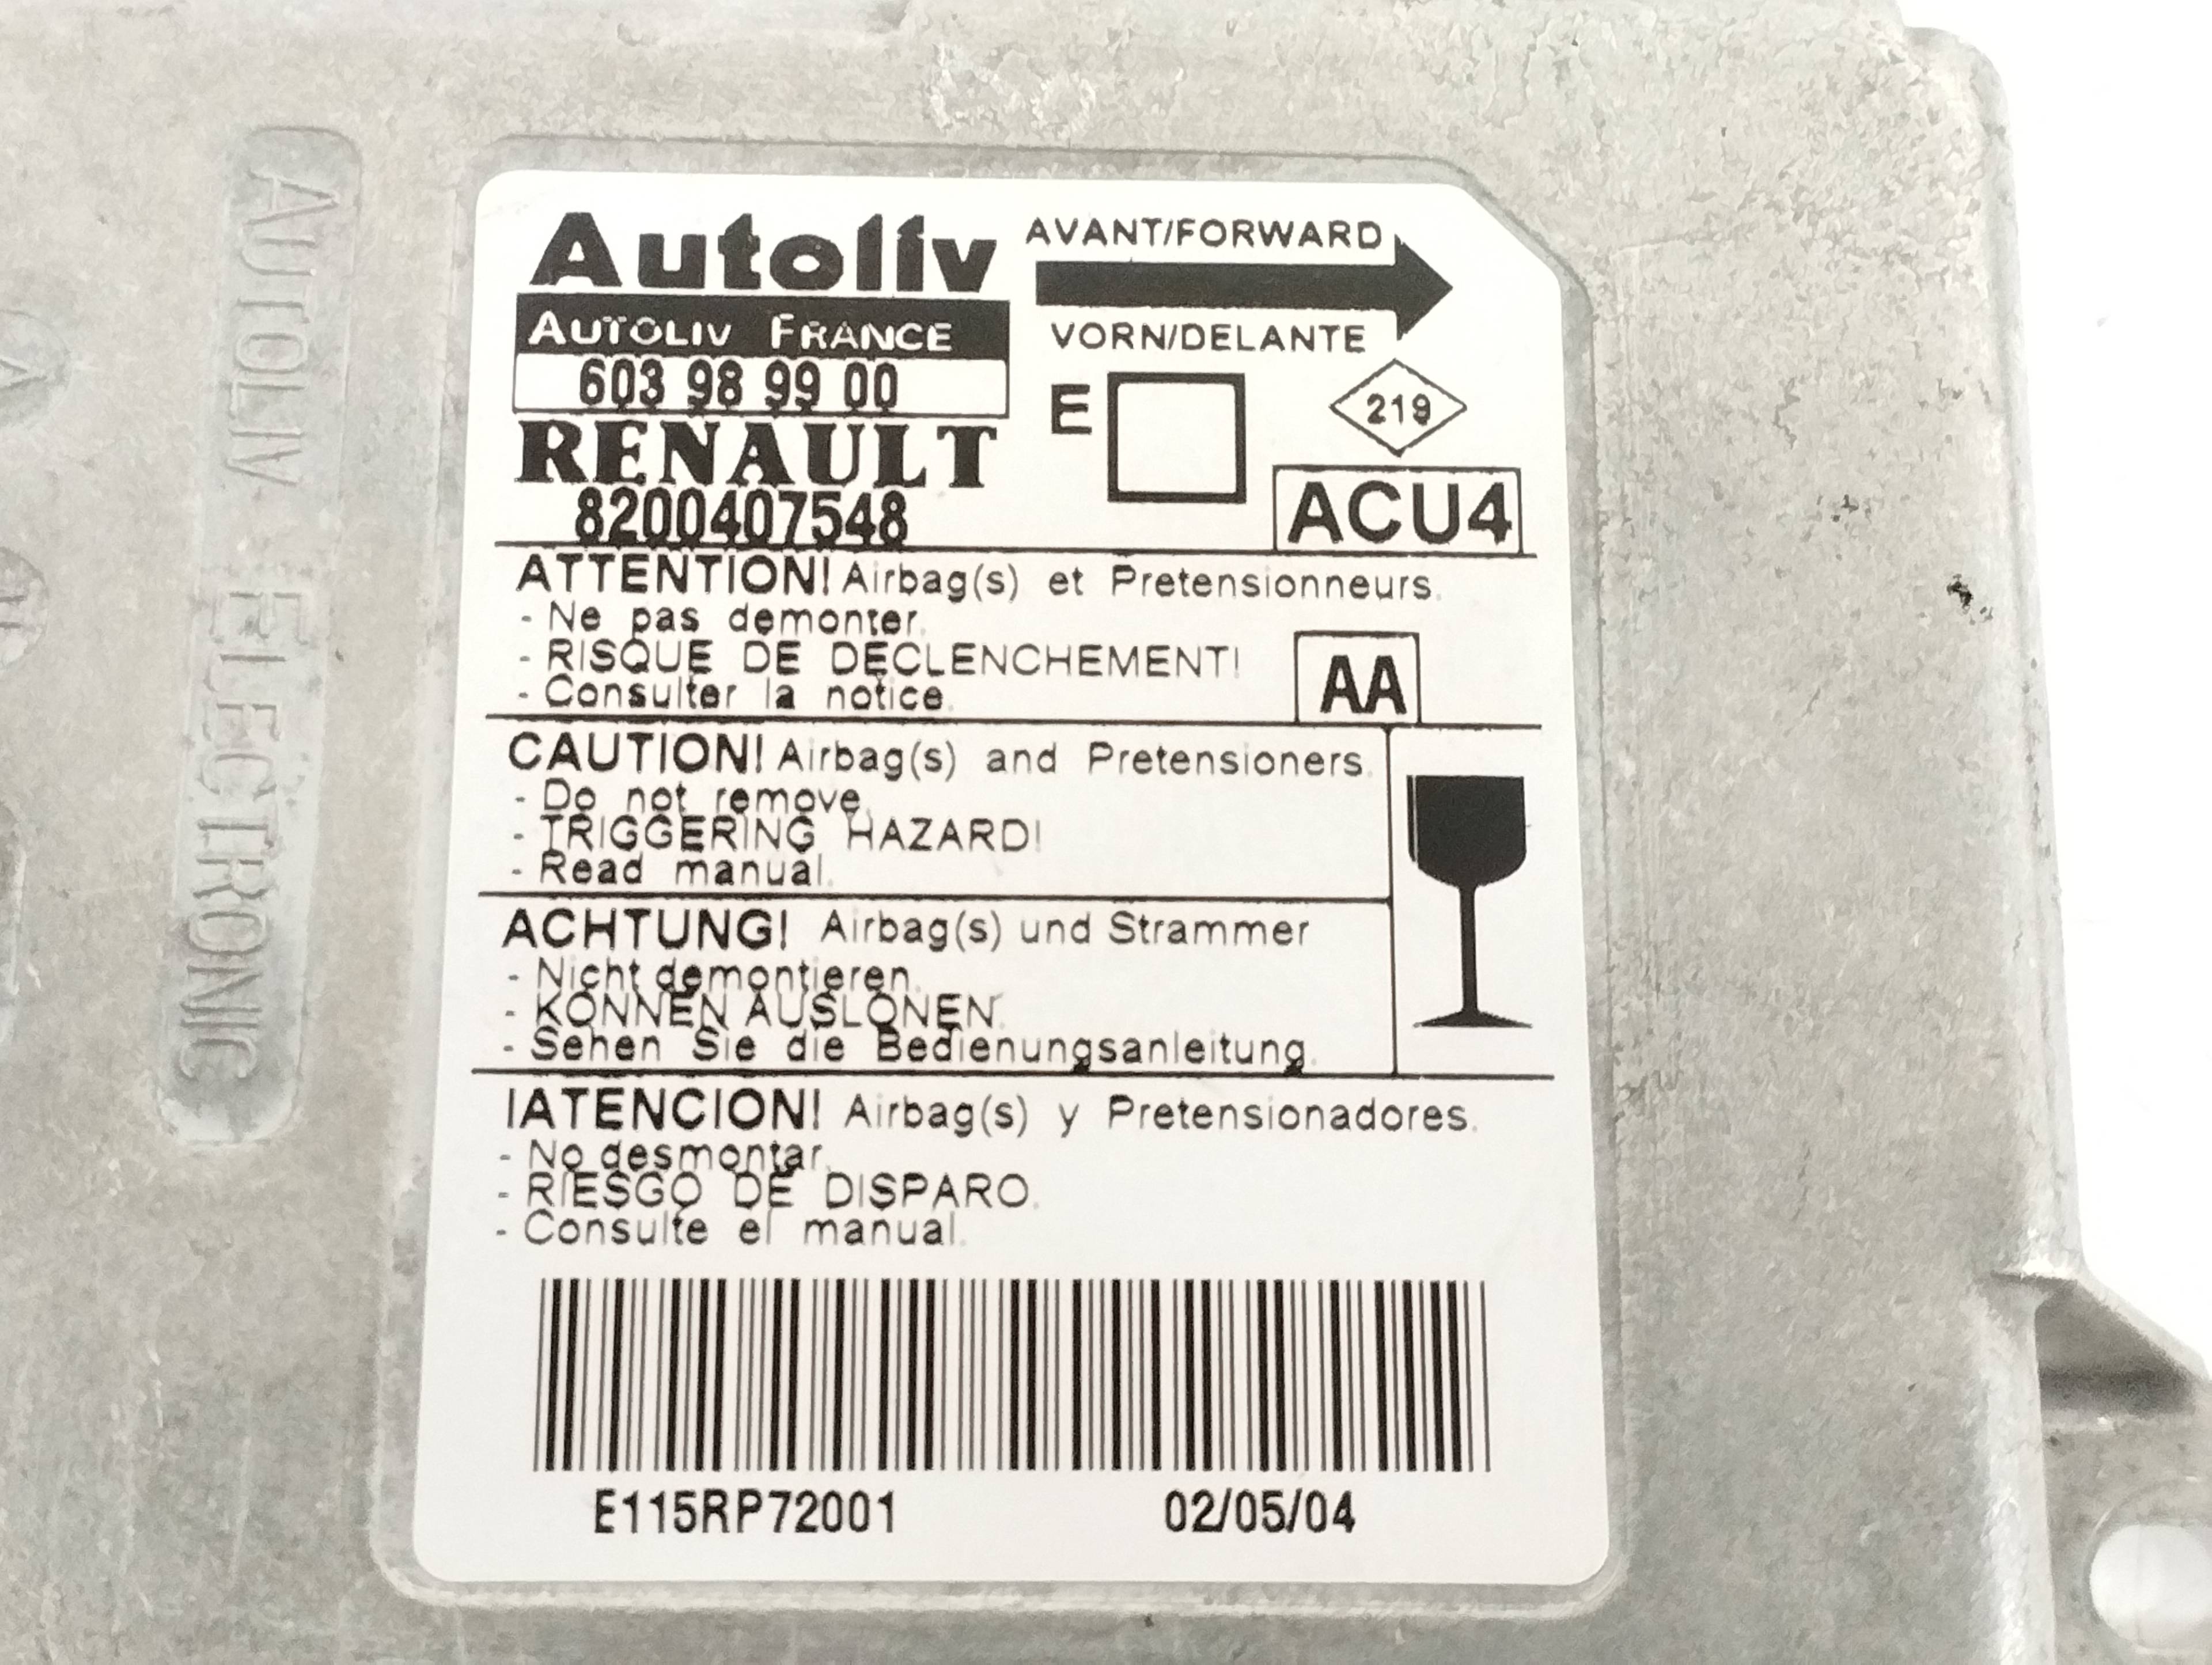 Autoliv
AUTOLIV FRANCE
603 98 99 00
RENAULT
8200407548
AVANT/FORWARD
VORN/DELANTE
E
219
ACU4
ATTENTION! Airbag(s) et Pretensionneurs.
- Ne pas demonter.
- RISQUE DE DECLENCHEMENT!
- Consulter la notice.
AA
CAUTION! Airbag(s) and Pretensioners.
- Do not remove.
- TRIGGERING HAZARD!
- Read manual.
ACHTUNG! Airbag(s) und Strammer
- Nicht demontieren.
- KONNEN AUSLONEN.
- Sehen Sie die Bedienungsanleitung.
IATENCION! Airbag(s) y Pretensionadores.
- No desmontar.
- RIESGO DE DISPARO.
- Consulte el manual.
E115RP72001 02/05/04
AUTOLIV ELECTRONIC